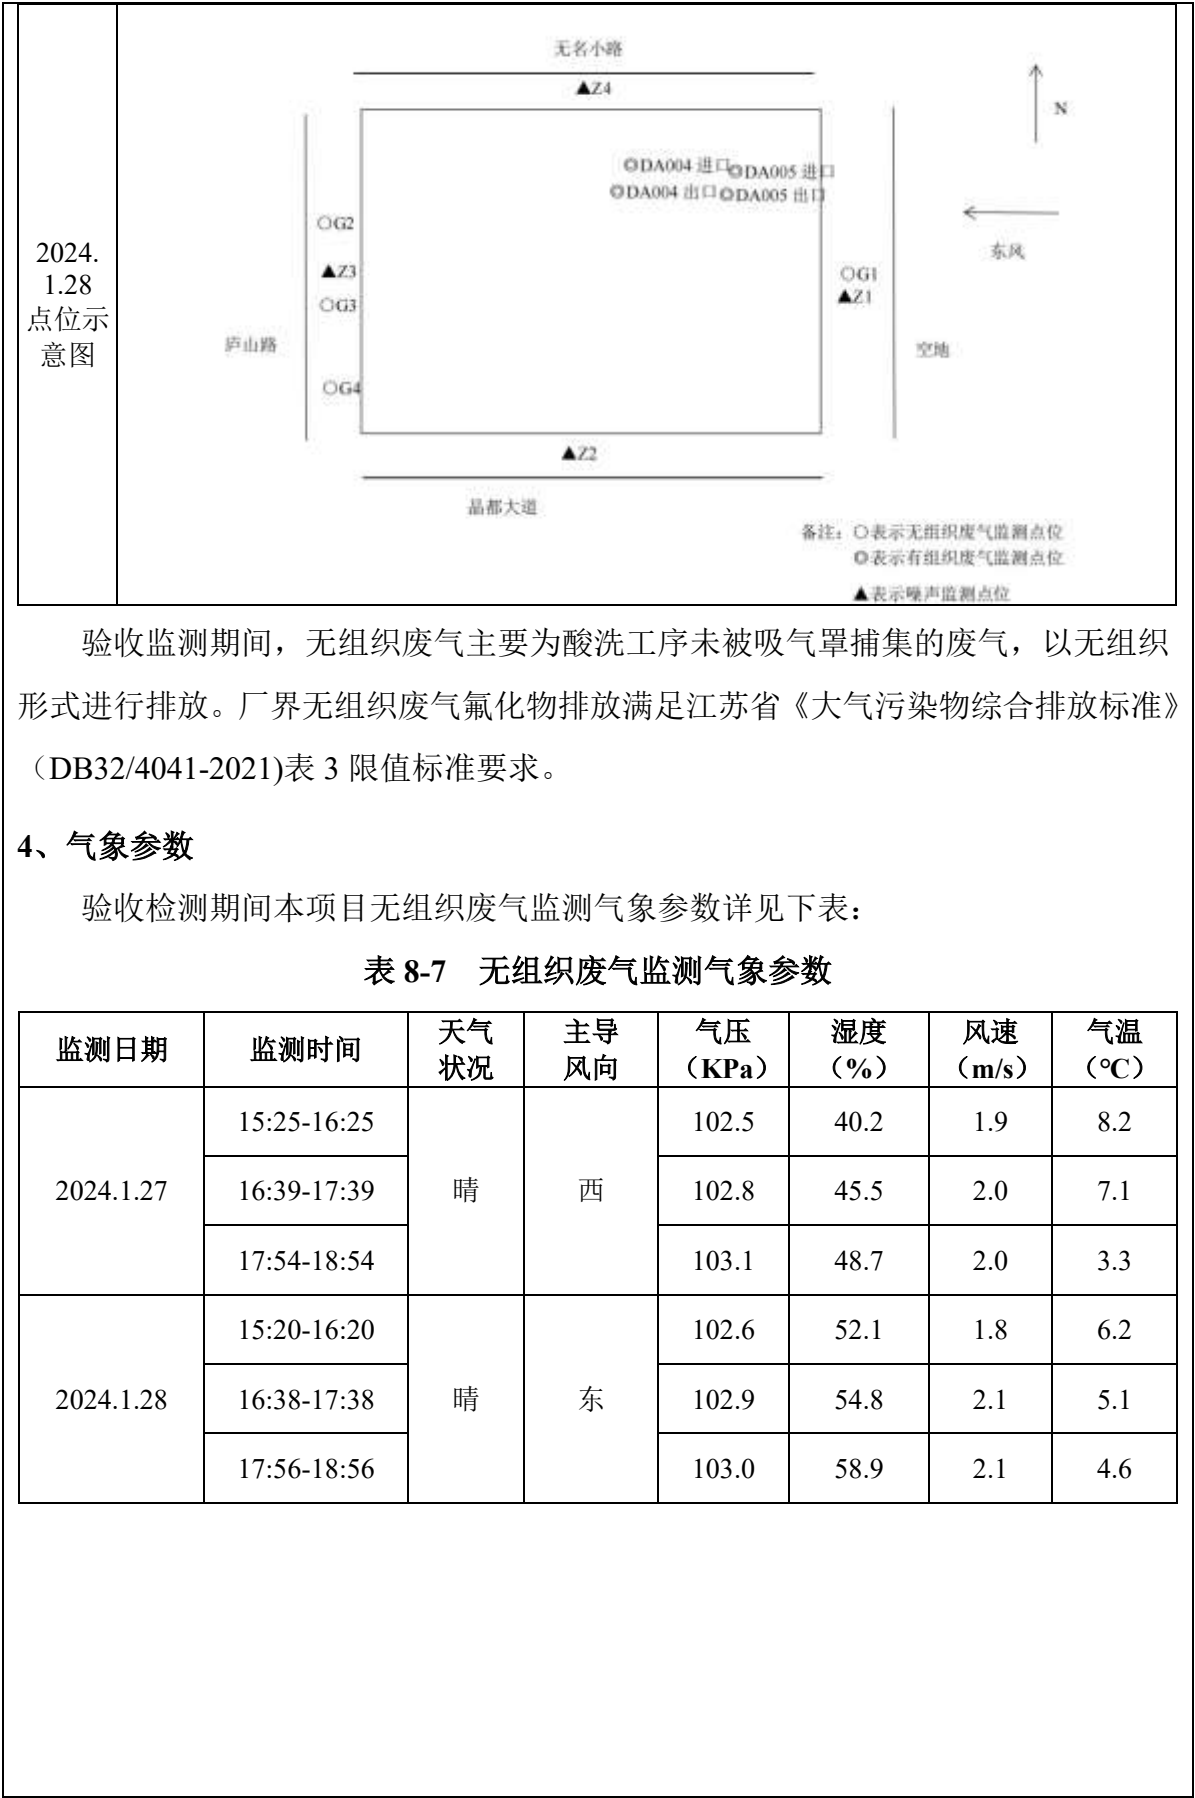 2024.
1.28
点位示
意图
无名小路
▲Z4
N
◎DA004 进口
◎DA005 进口
◎DA004 出口
◎DA005 出口
东风
○G2
▲Z3
○G3
○G4
○G1
▲Z1
庐山路
空地
▲Z2
晶都大道
备注：○表示无组织废气监测点位
◎表示有组织废气监测点位
▲表示噪声监测点位
验收监测期间，无组织废气主要为酸洗工序未被吸气罩捕集的废气，以无组织
形式进行排放。厂界无组织废气氟化物排放满足江苏省《大气污染物综合排放标准》
（DB32/4041-2021)表 3 限值标准要求。
4、气象参数
验收检测期间本项目无组织废气监测气象参数详见下表：
表 8-7 无组织废气监测气象参数
监测日期 监测时间 天气状况 主导风向 气压（KPa） 湿度（%） 风速（m/s） 气温（℃）
2024.1.27 15:25-16:25 晴 西 102.5 40.2 1.9 8.2
16:39-17:39 102.8 45.5 2.0 7.1
17:54-18:54 103.1 48.7 2.0 3.3
2024.1.28 15:20-16:20 晴 东 102.6 52.1 1.8 6.2
16:38-17:38 102.9 54.8 2.1 5.1
17:56-18:56 103.0 58.9 2.1 4.6